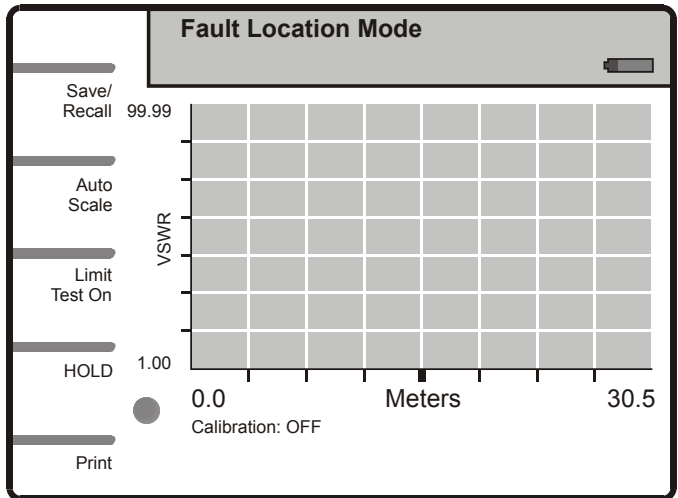 Fault Location Mode
Save/
Recall
Auto
Scale
Limit
Test On
HOLD
Print
99.99
VSWR
1.00
0.0 Meters 30.5
Calibration: OFF